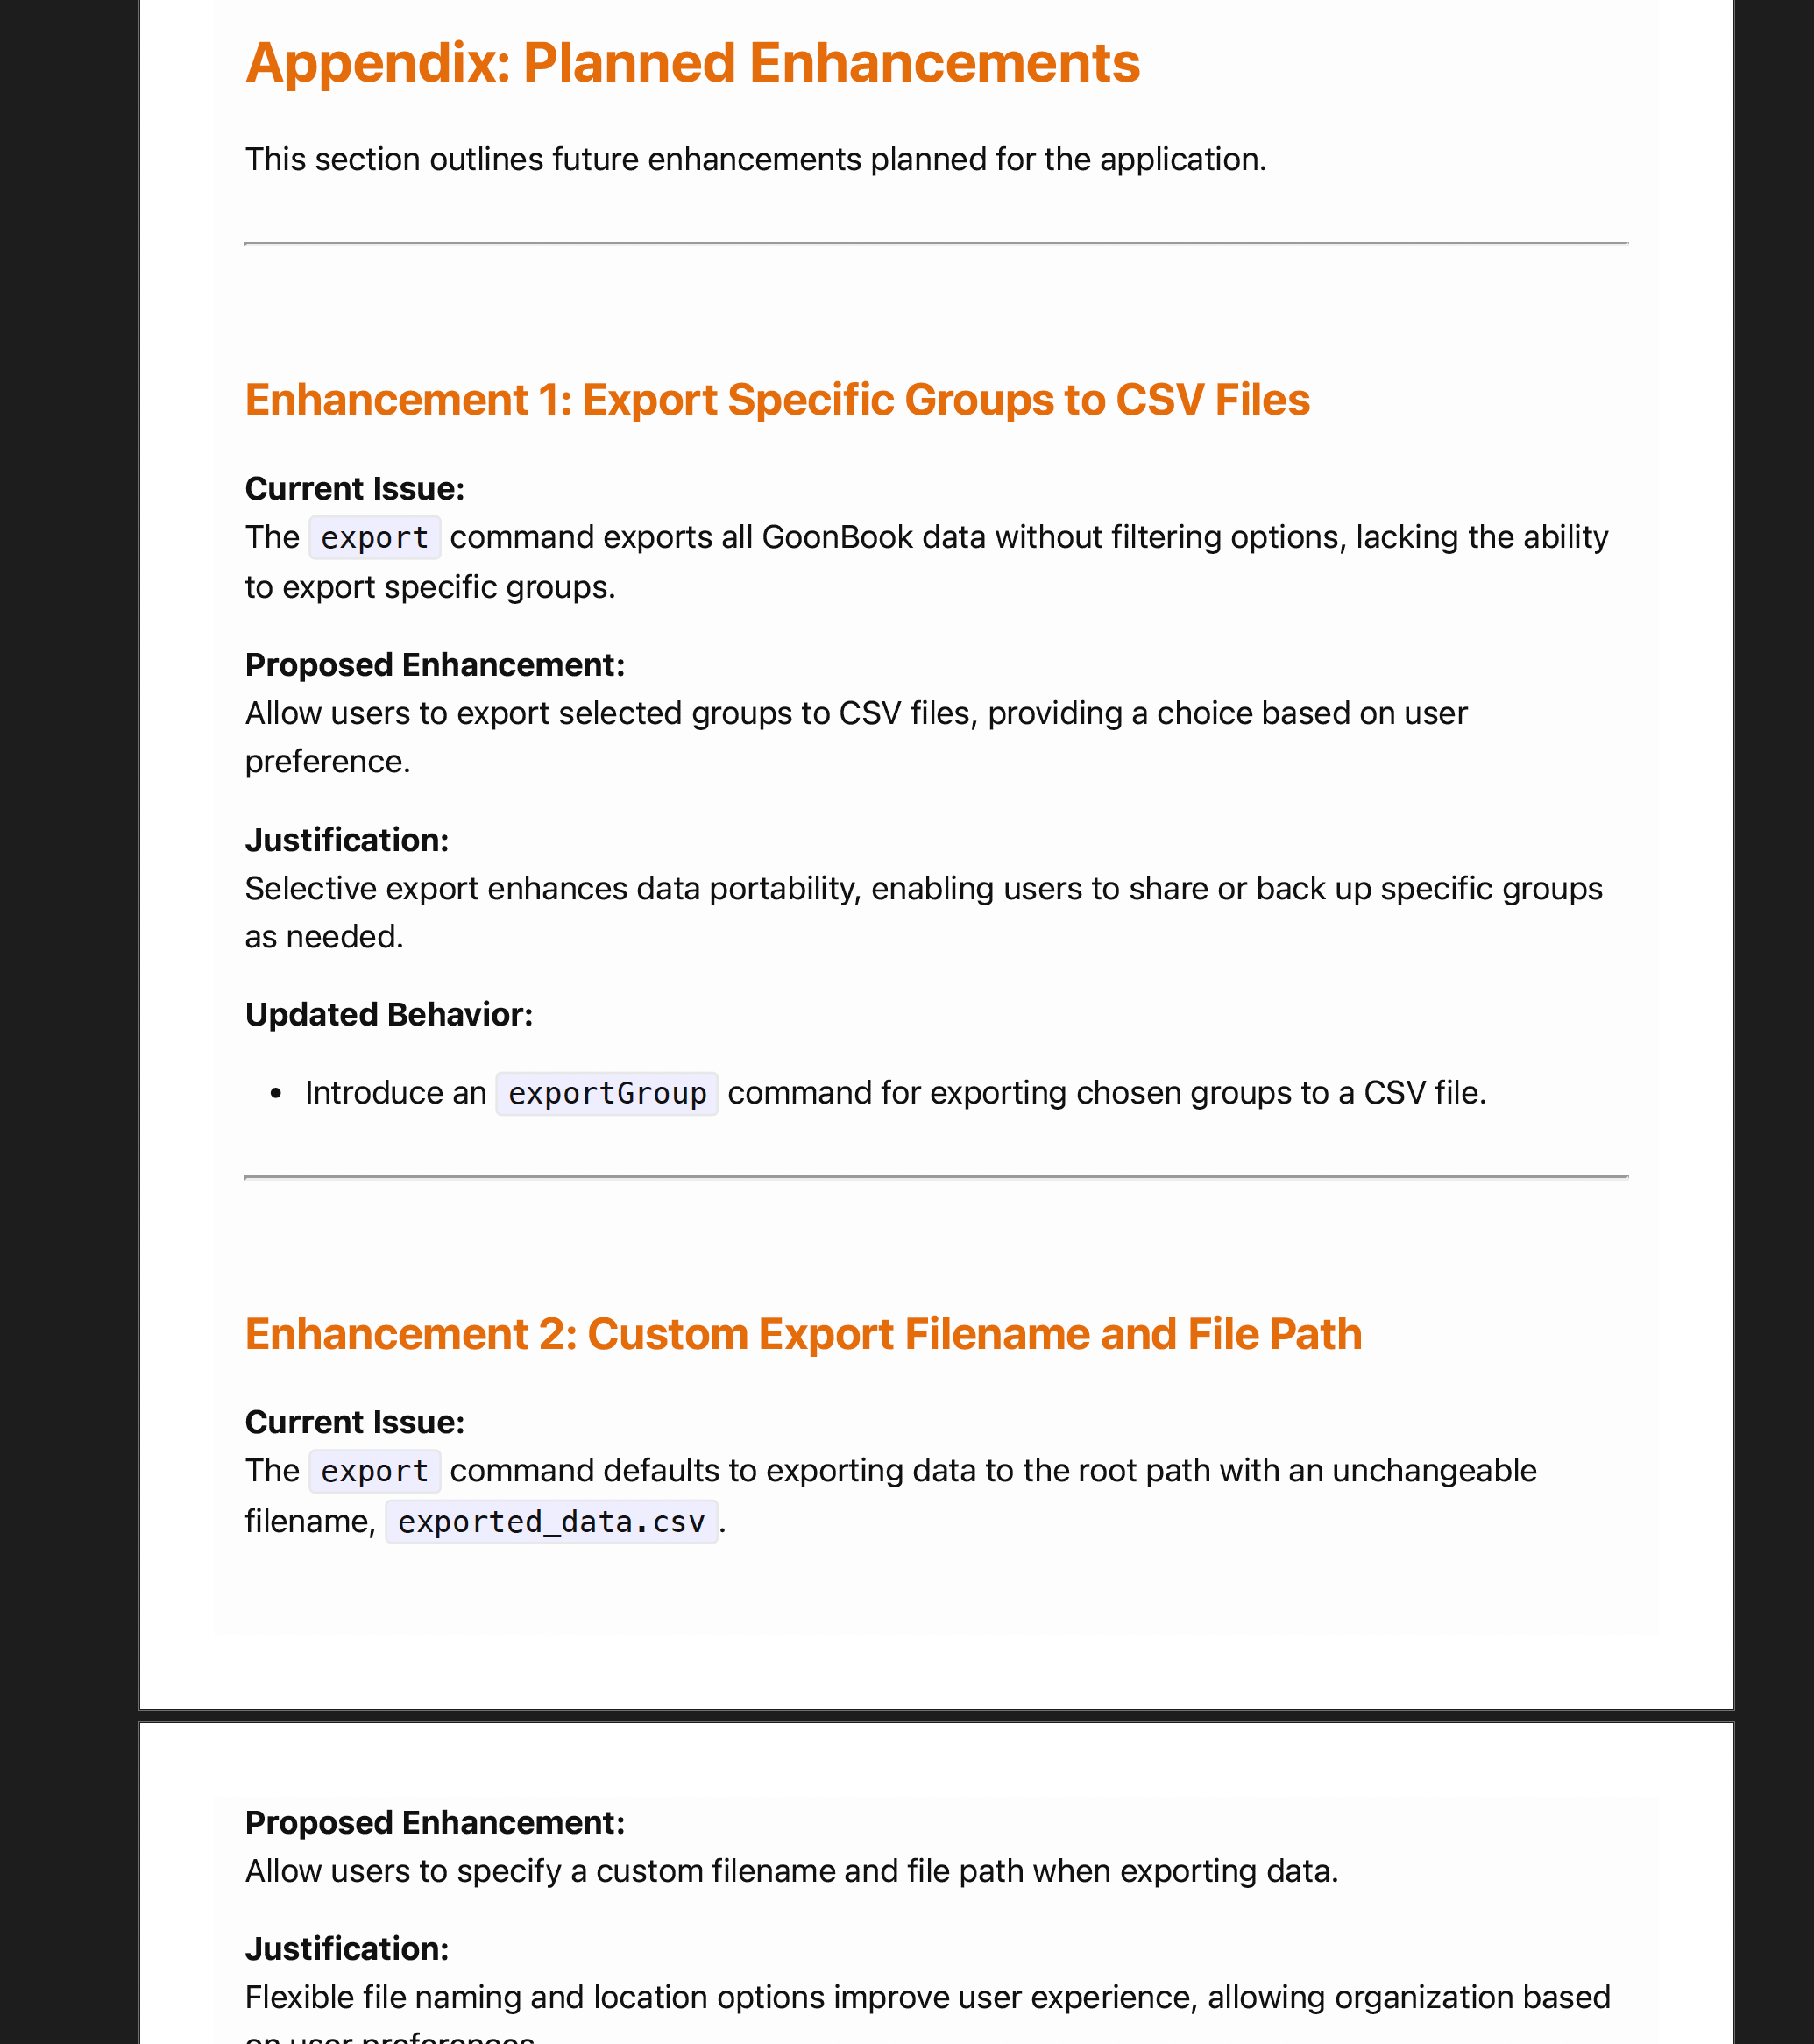 Appendix: Planned Enhancements
This section outlines future enhancements planned for the application.
Enhancement 1: Export Specific Groups to CSV Files
Current Issue:
The export command exports all GoonBook data without filtering options, lacking the ability
to export specific groups.
Proposed Enhancement:
Allow users to export selected groups to CSV files, providing a choice based on user
preference.
Justification:
Selective export enhances data portability, enabling users to share or back up specific groups
as needed.
Updated Behavior:
• Introduce an exportGroup command for exporting chosen groups to a CSV file.
Enhancement 2: Custom Export Filename and File Path
Current Issue:
The export command defaults to exporting data to the root path with an unchangeable
filename, exported_data.csv.
Proposed Enhancement:
Allow users to specify a custom filename and file path when exporting data.
Justification:
Flexible file naming and location options improve user experience, allowing organization based
on user preferences.